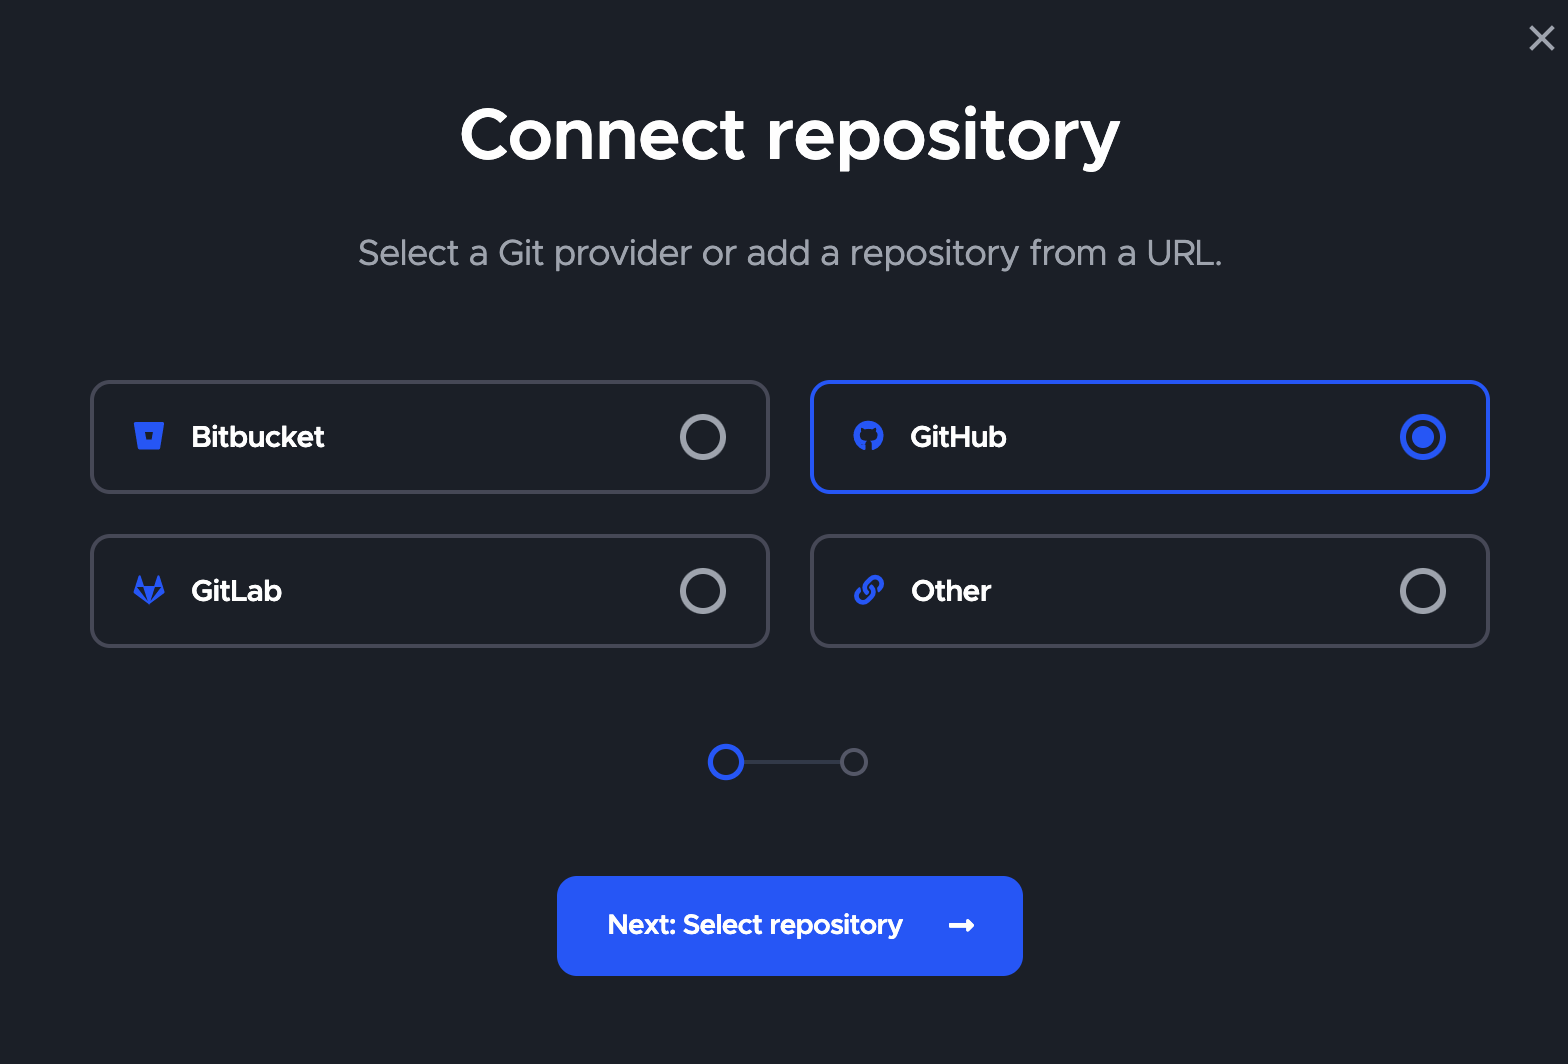 Connect repository
Select a Git provider or add a repository from a URL.
Bitbucket
GitHub
GitLab
Other
Next: Select repository